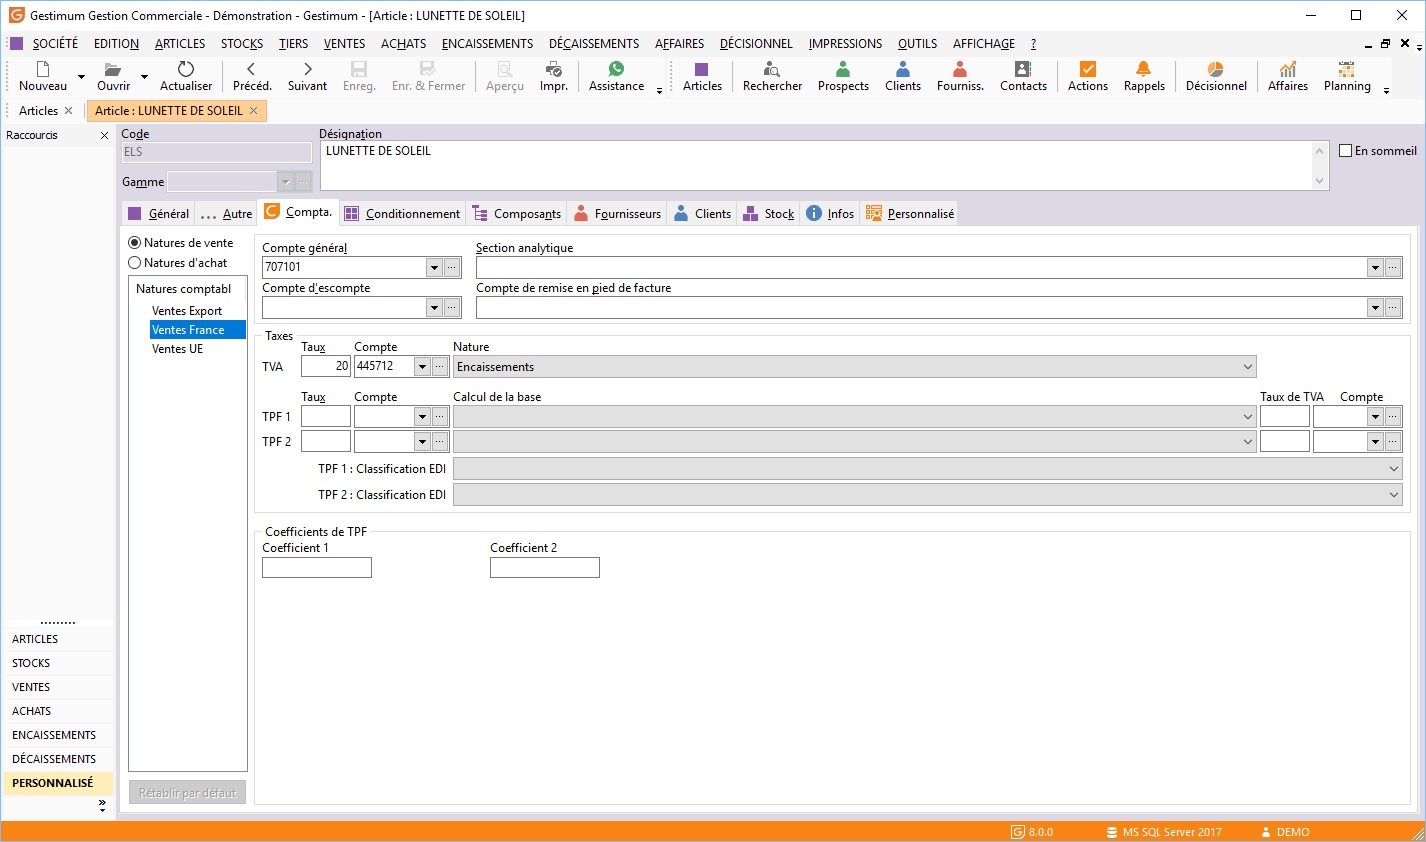 Gestimum Gestion Commerciale - Démonstration - Gestimum - [Article : LUNETTE DE SOLEIL]
SOCIÉTÉ EDITION ARTICLES STOCKS TIERS VENTES ACHATS ENCAISSEMENTS DÉCAISSEMENTS AFFAIRES DÉCISIONNEL IMPRESSIONS OUTILS AFFICHAGE ?
Nouveau Ouvrir Actualiser Précéd. Suivant Enreg. Enr. & Fermer Aperçu Impr. Assistance Articles Rechercher Prospects Clients Fourniss. Contacts Actions Rappels Décisionnel Affaires Planning
Articles Article : LUNETTE DE SOLEIL
Raccourcis
Code Désignation
ELS LUNETTE DE SOLEIL En sommeil
Gamme
Général Autre Compta. Conditionnement Composants Fournisseurs Clients Stock Infos Personnalisé
Natures de vente
Natures d'achat
Natures comptabl
Ventes Export
Ventes France
Ventes UE
Rétablir par défaut
Compte général Section analytique
707101
Compte d'escompte Compte de remise en pied de facture
Taxes
Taux Compte Nature
TVA 20 445712 Encaissements
Taux Compte Calcul de la base Taux de TVA Compte
TPF 1
TPF 2
TPF 1 : Classification EDI
TPF 2 : Classification EDI
Coefficients de TPF
Coefficient 1 Coefficient 2
ARTICLES
STOCKS
VENTES
ACHATS
ENCAISSEMENTS
DÉCAISSEMENTS
PERSONNALISÉ
8.0.0 MS SQL Server 2017 DEMO